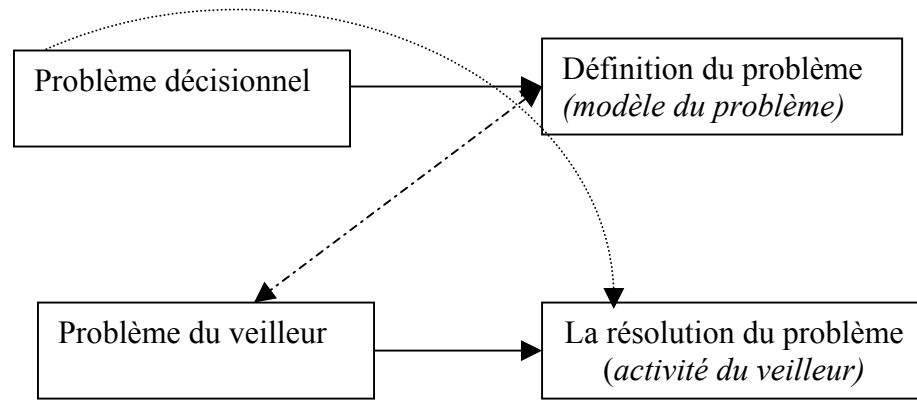 Problème décisionnel
Définition du problème
(modèle du problème)
Problème du veilleur
La résolution du problème
(activité du veilleur)